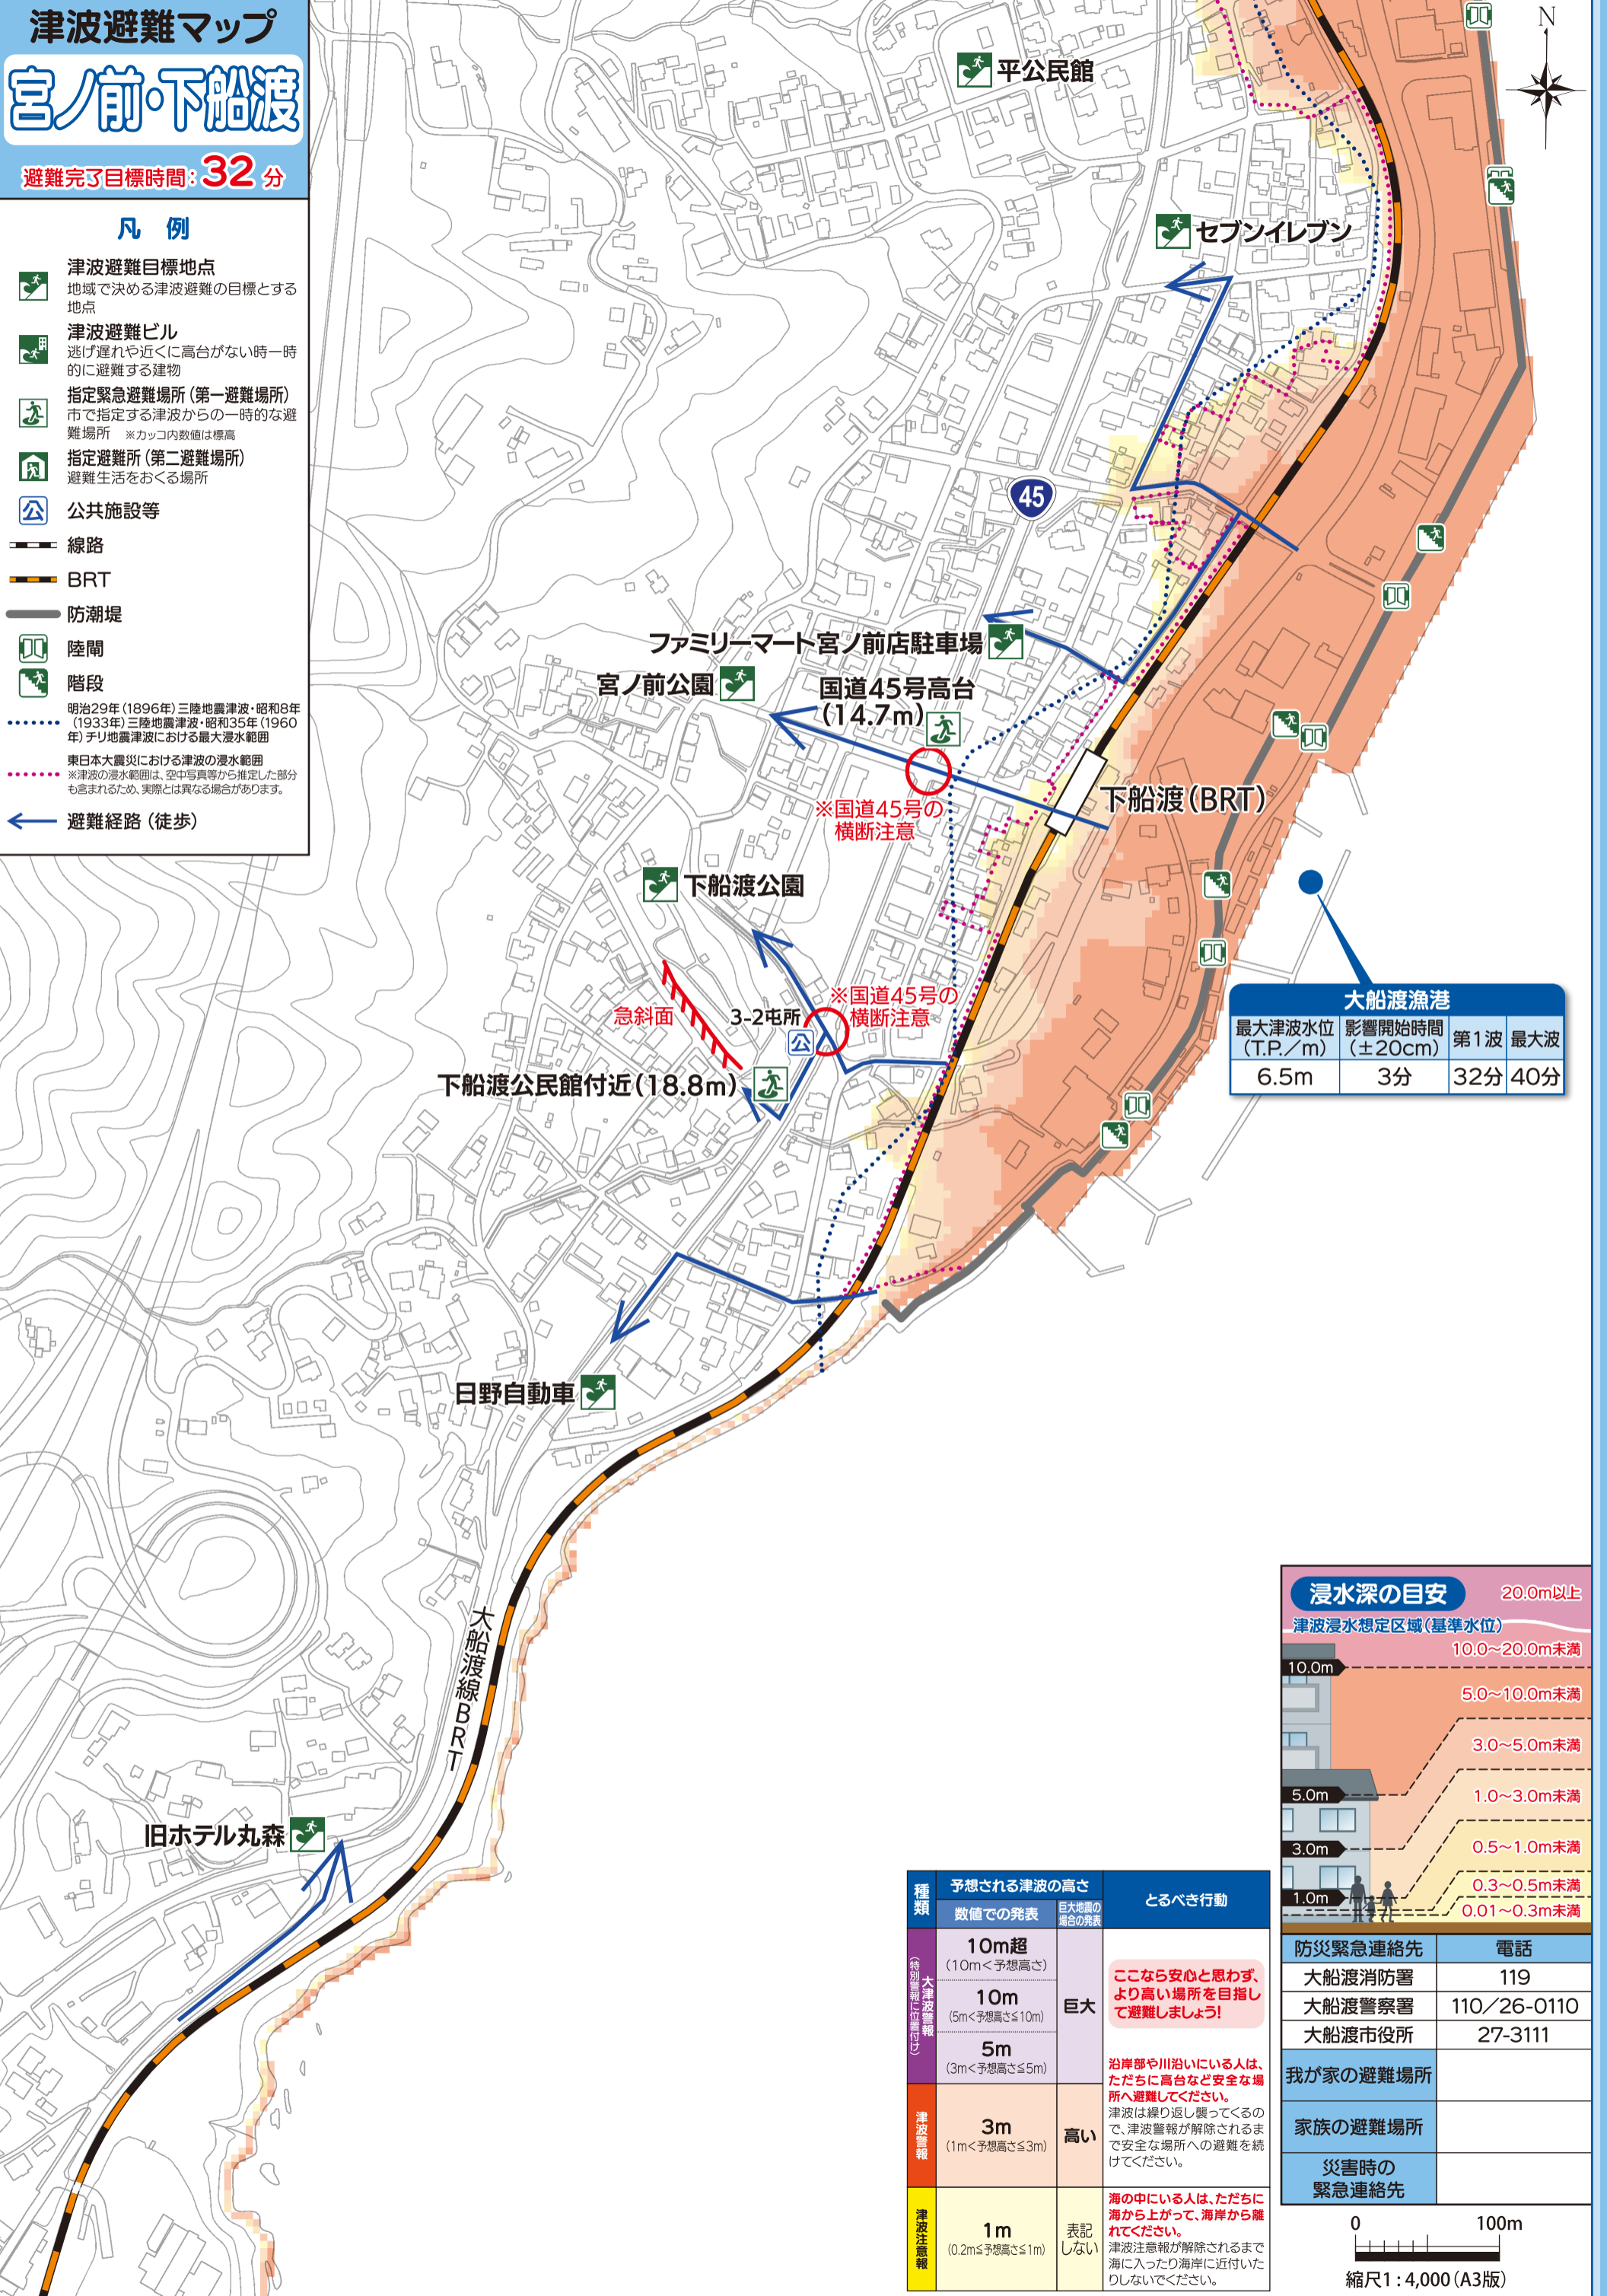 津波避難マップ
宮ノ前・下船渡
避難完了目標時間：32分
凡 例
津波避難目標地点
地域で決める津波避難の目標とする
地点
津波避難ビル
逃げ遅れや近くに高台がない時一時
的に避難する建物
指定緊急避難場所（第一避難場所）
市で指定する津波からの一時的な避
難場所 ※カッコ内数値は標高
指定避難所（第二避難場所）
避難生活をおくる場所
公
公共施設等
線路
BRT
防潮堤
陸閘
階段
明治29年（1896年）三陸地震津波・昭和8年
（1933年）三陸地震津波・昭和35年（1960
年）チリ地震津波における最大浸水範囲
東日本大震災における津波の浸水範囲
※津波の浸水範囲は、空中写真等から推定した部分
も含まれるため、実際とは異なる場合があります。
避難経路（徒歩）
N
平公民館
セブンイレブン
45
ファミリーマート宮ノ前店駐車場
宮ノ前公園
国道45号高台
（14.7m）
※国道45号の
横断注意
下船渡（BRT）
下船渡公園
※国道45号の
横断注意
急斜面
3-2屯所
公
下船渡公民館付近（18.8m）
大船渡漁港
最大津波水位
（T.P.／m）
影響開始時間
（±20cm）
第1波
最大波
6.5m
3分
32分
40分
日野自動車
大船渡線BRT
旧ホテル丸森
浸水深の目安
20.0m以上
津波浸水想定区域（基準水位）
10.0～20.0m未満
10.0m
5.0～10.0m未満
3.0～5.0m未満
5.0m
1.0～3.0m未満
3.0m
0.5～1.0m未満
0.3～0.5m未満
1.0m
0.01～0.3m未満
種類
予想される津波の高さ
とるべき行動
数値での発表
巨大地震の
場合の発表
大津波警報
（特別警報に位置付け）
10m超
（10m＜予想高さ）
10m
（5m＜予想高さ≦10m）
5m
（3m＜予想高さ≦5m）
巨大
ここなら安心と思わず、
より高い場所を目指し
て避難しましょう！
沿岸部や川沿いにいる人は、
ただちに高台など安全な場
所へ避難してください。
津波は繰り返し襲ってくるの
で、津波警報が解除されるま
で安全な場所への避難を続
けてください。
津波警報
3m
（1m＜予想高さ≦3m）
高い
津波注意報
1m
（0.2m≦予想高さ≦1m）
表記
しない
海の中にいる人は、ただちに
海から上がって、海岸から離
れてください。
津波注意報が解除されるまで
海に入ったり海岸に近付いた
りしないでください。
防災緊急連絡先 電話
大船渡消防署 119
大船渡警察署 110／26-0110
大船渡市役所 27-3111
我が家の避難場所
家族の避難場所
災害時の
緊急連絡先
0 100m
縮尺1：4,000（A3版）